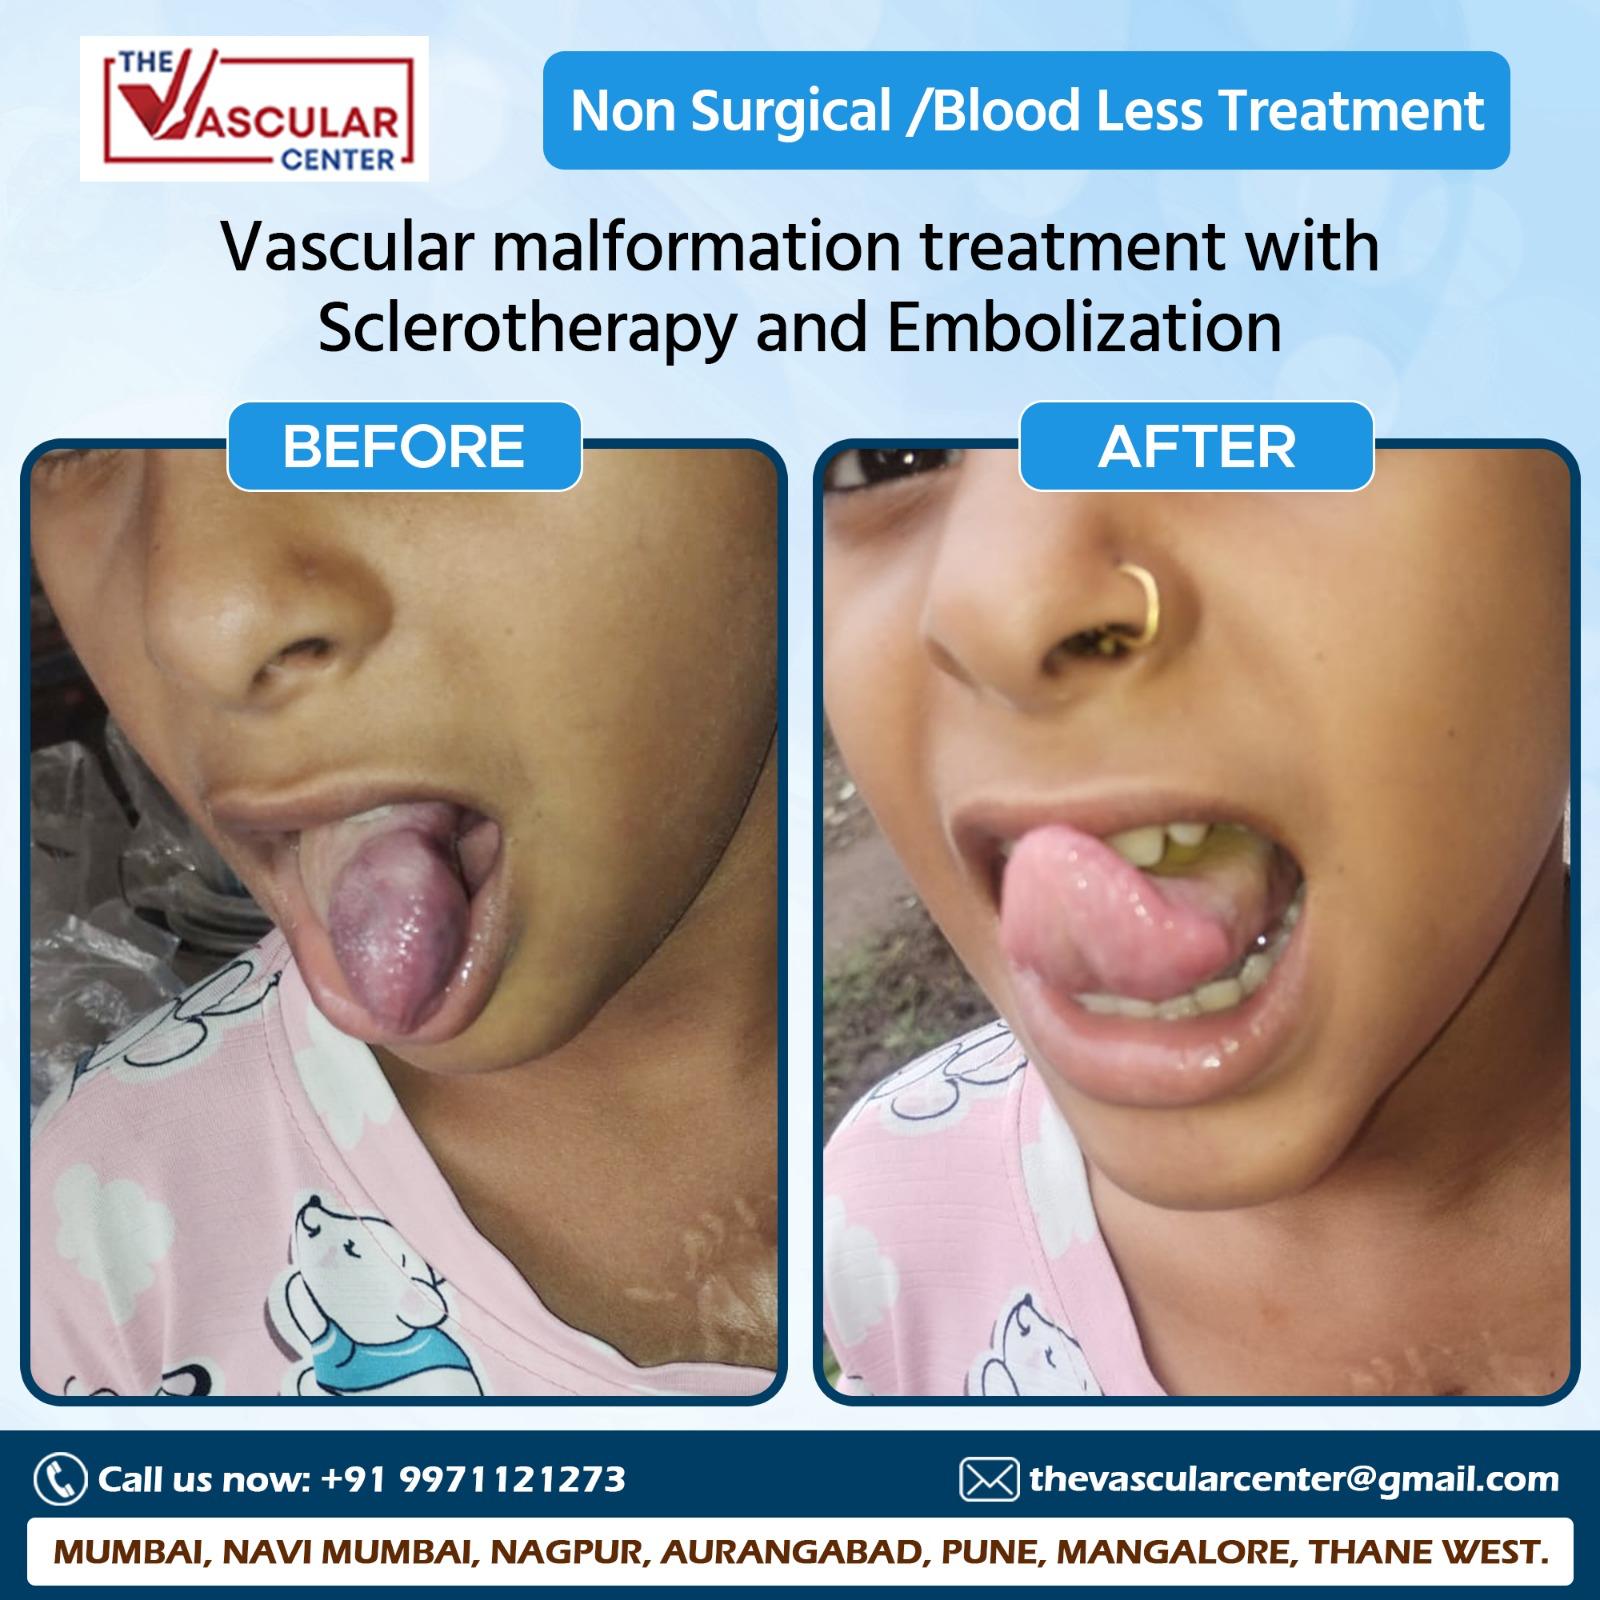 THE
VASCULAR
CENTER
Non Surgical /Blood Less Treatment
Vascular malformation treatment with
Sclerotherapy and Embolization
BEFORE
AFTER
Call us now: +91 9971121273
thevascularcenter@gmail.com
MUMBAI, NAVI MUMBAI, NAGPUR, AURANGABAD, PUNE, MANGALORE, THANE WEST.